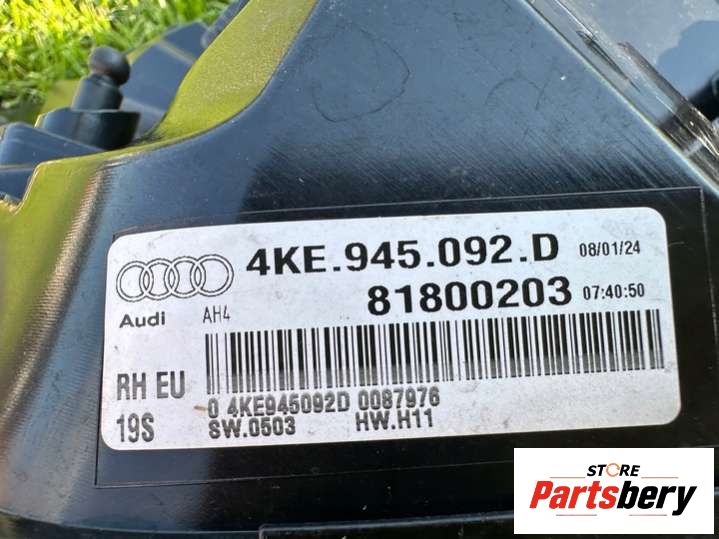 4KE.945.092.D 08/01/24
81800203 07:40:50
Audi AH4
RH EU
0 4KE945092D 0087976
19S SW.0503 HW.H11
STORE
Partsbery